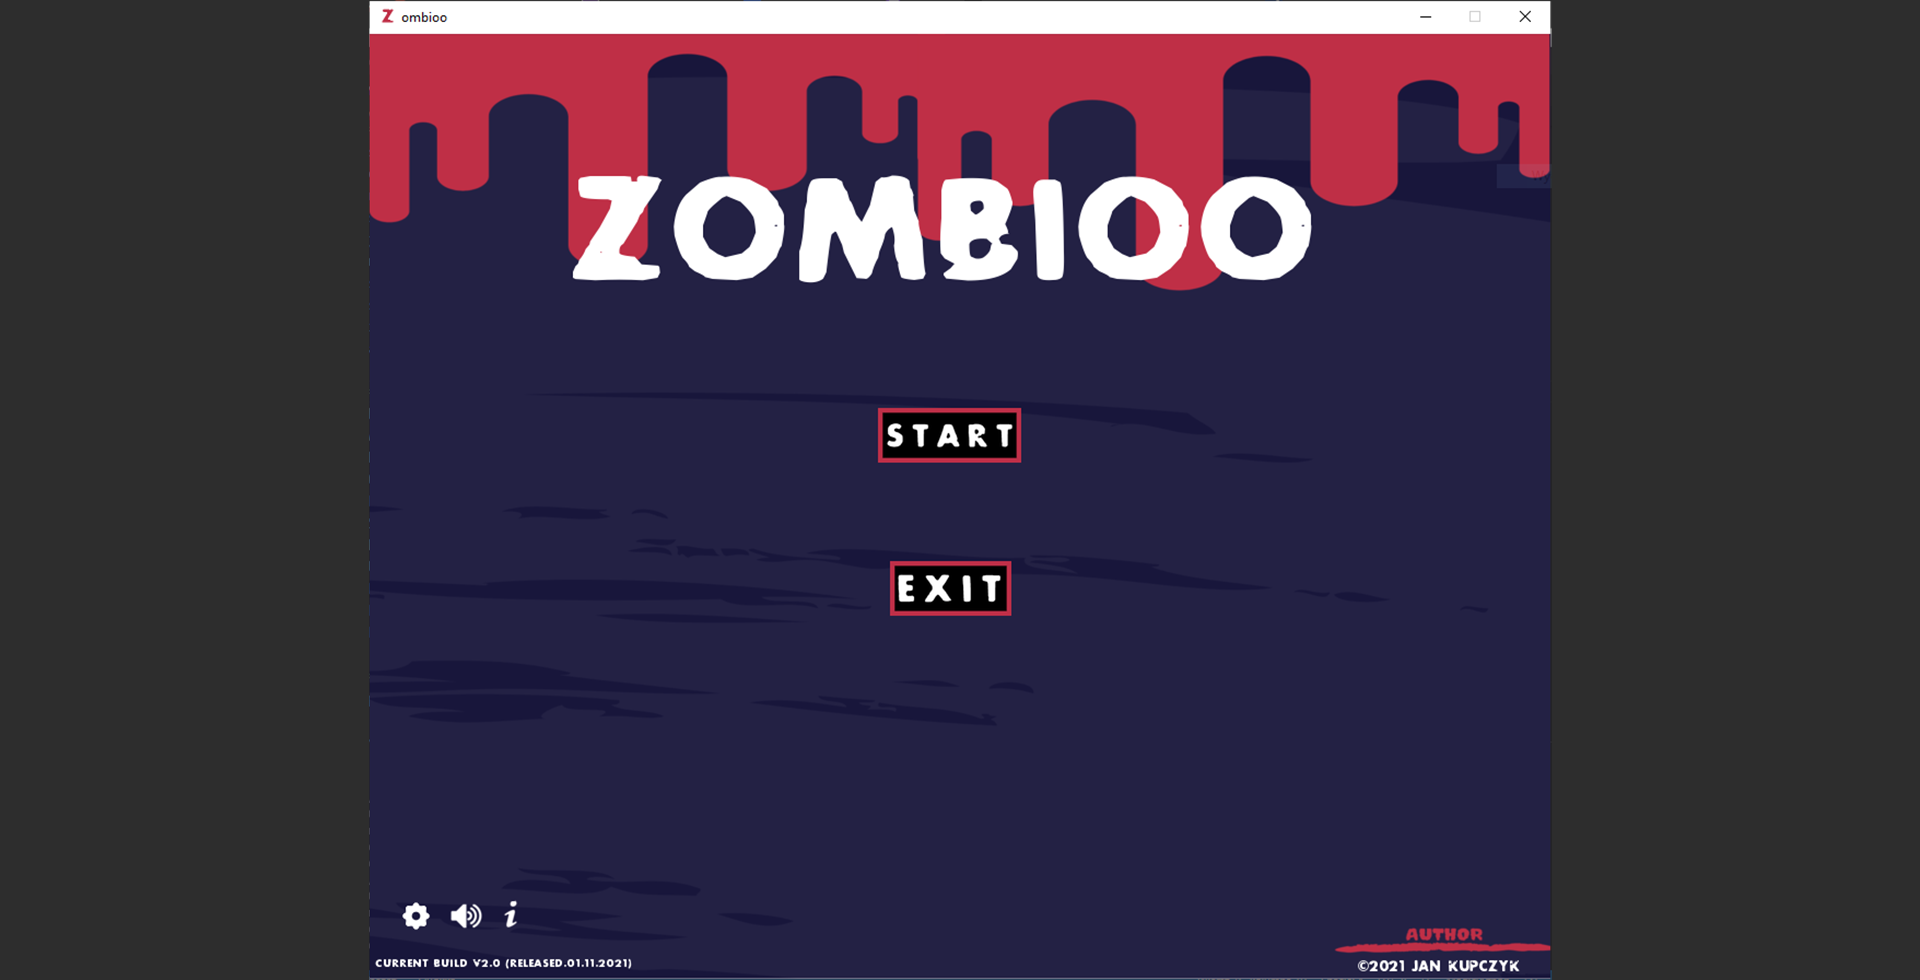 ombioo
ZOMBIOO
START
EXIT
AUTHOR
CURRENT BUILD V2.0 (RELEASED.01.11.2021)
©2021 JAN KUPCZYK